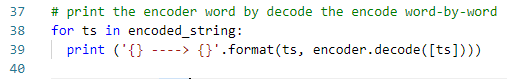 37 # print the encoder word by decode the encode word-by-word
38 for ts in encoded_string:
39 print ('{} ----> {}'.format(ts, encoder.decode([ts])))
40